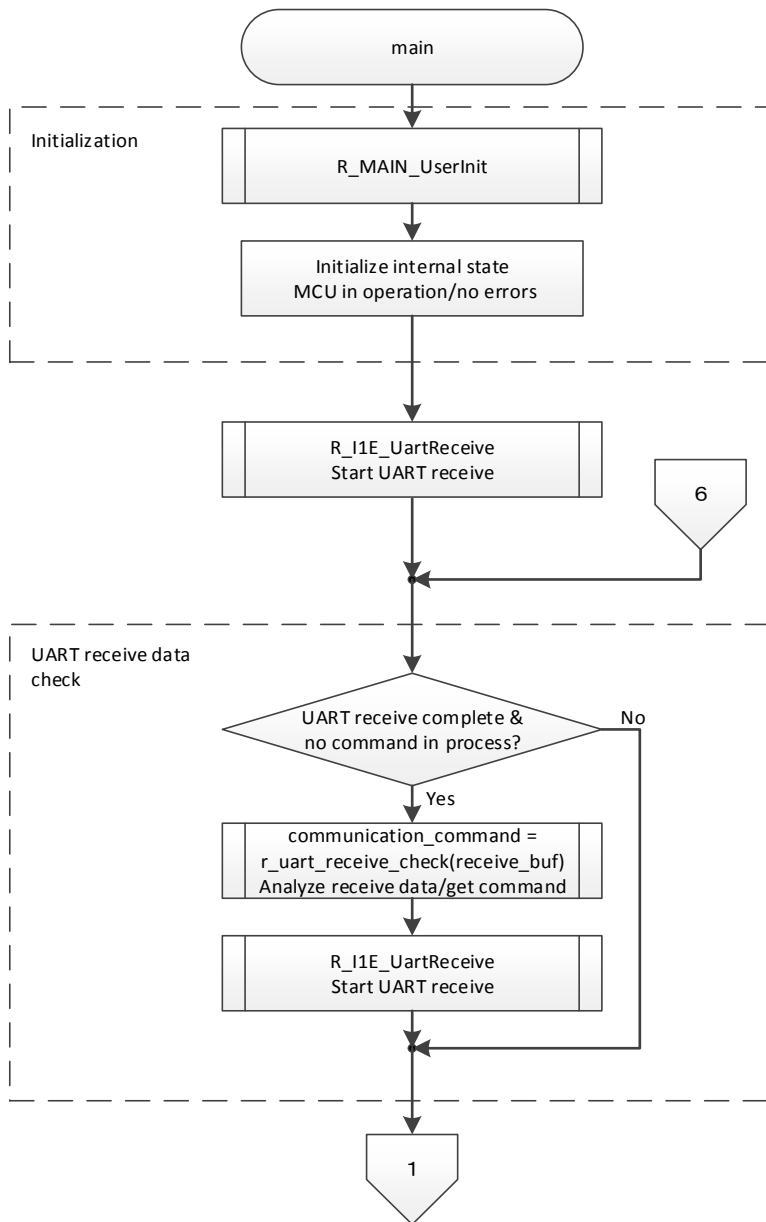 main
Initialization
R_MAIN_UserInit
Initialize internal state
MCU in operation/no errors
R_I1E_UartReceive
Start UART receive
6
UART receive data
check
UART receive complete &
no command in process?
No
Yes
communication_command =
r_uart_receive_check(receive_buf)
Analyze receive data/get command
R_I1E_UartReceive
Start UART receive
1